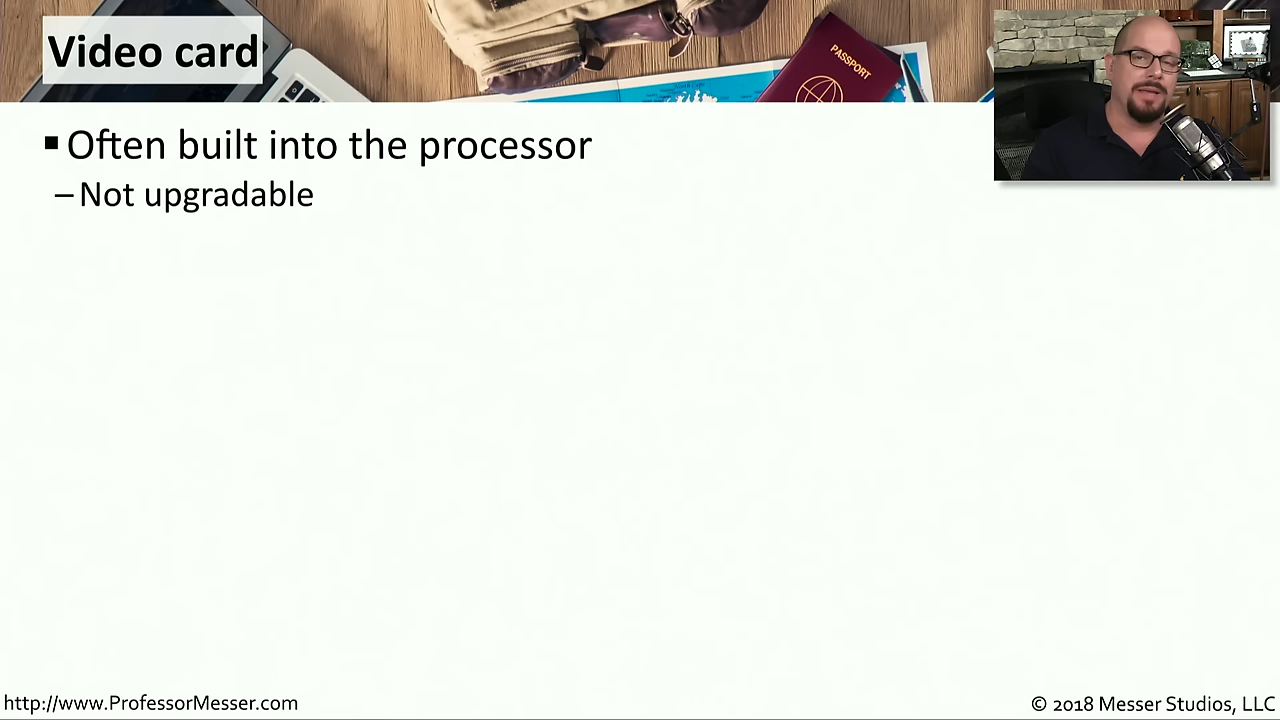 Video card
PASSPORT
▪ Often built into the processor
– Not upgradable
http://www.ProfessorMesser.com
© 2018 Messer Studios, LLC